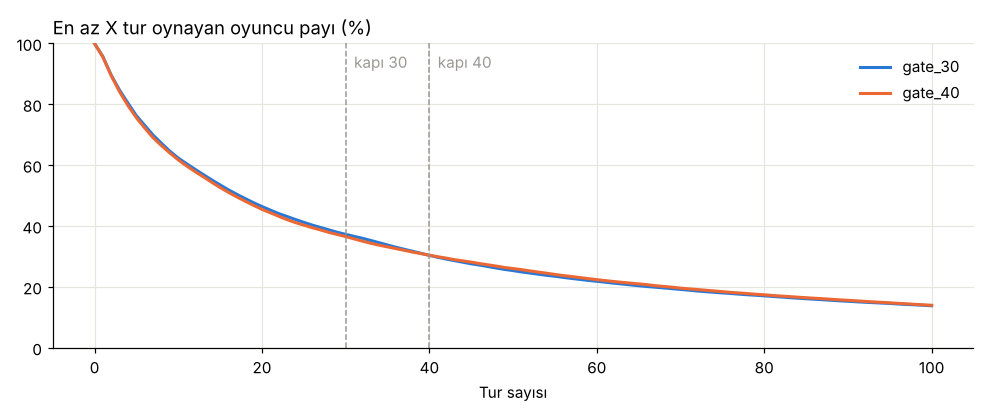 En az X tur oynayan oyuncu payı (%)
100
80
60
40
20
0
kapı 30
kapı 40
gate_30
gate_40
0 20 40 60 80 100
Tur sayısı